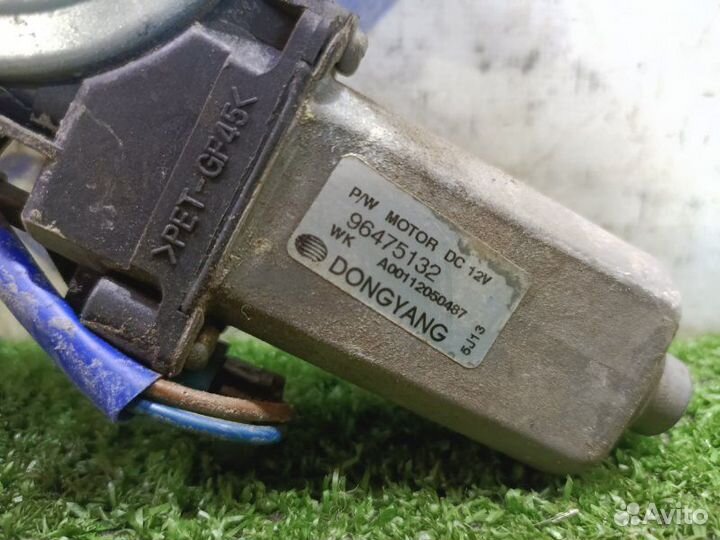 >PET-GF45<
P/W MOTOR DC 12V
96475132
WK A00112050487
DONGYANG
5J13
Avito